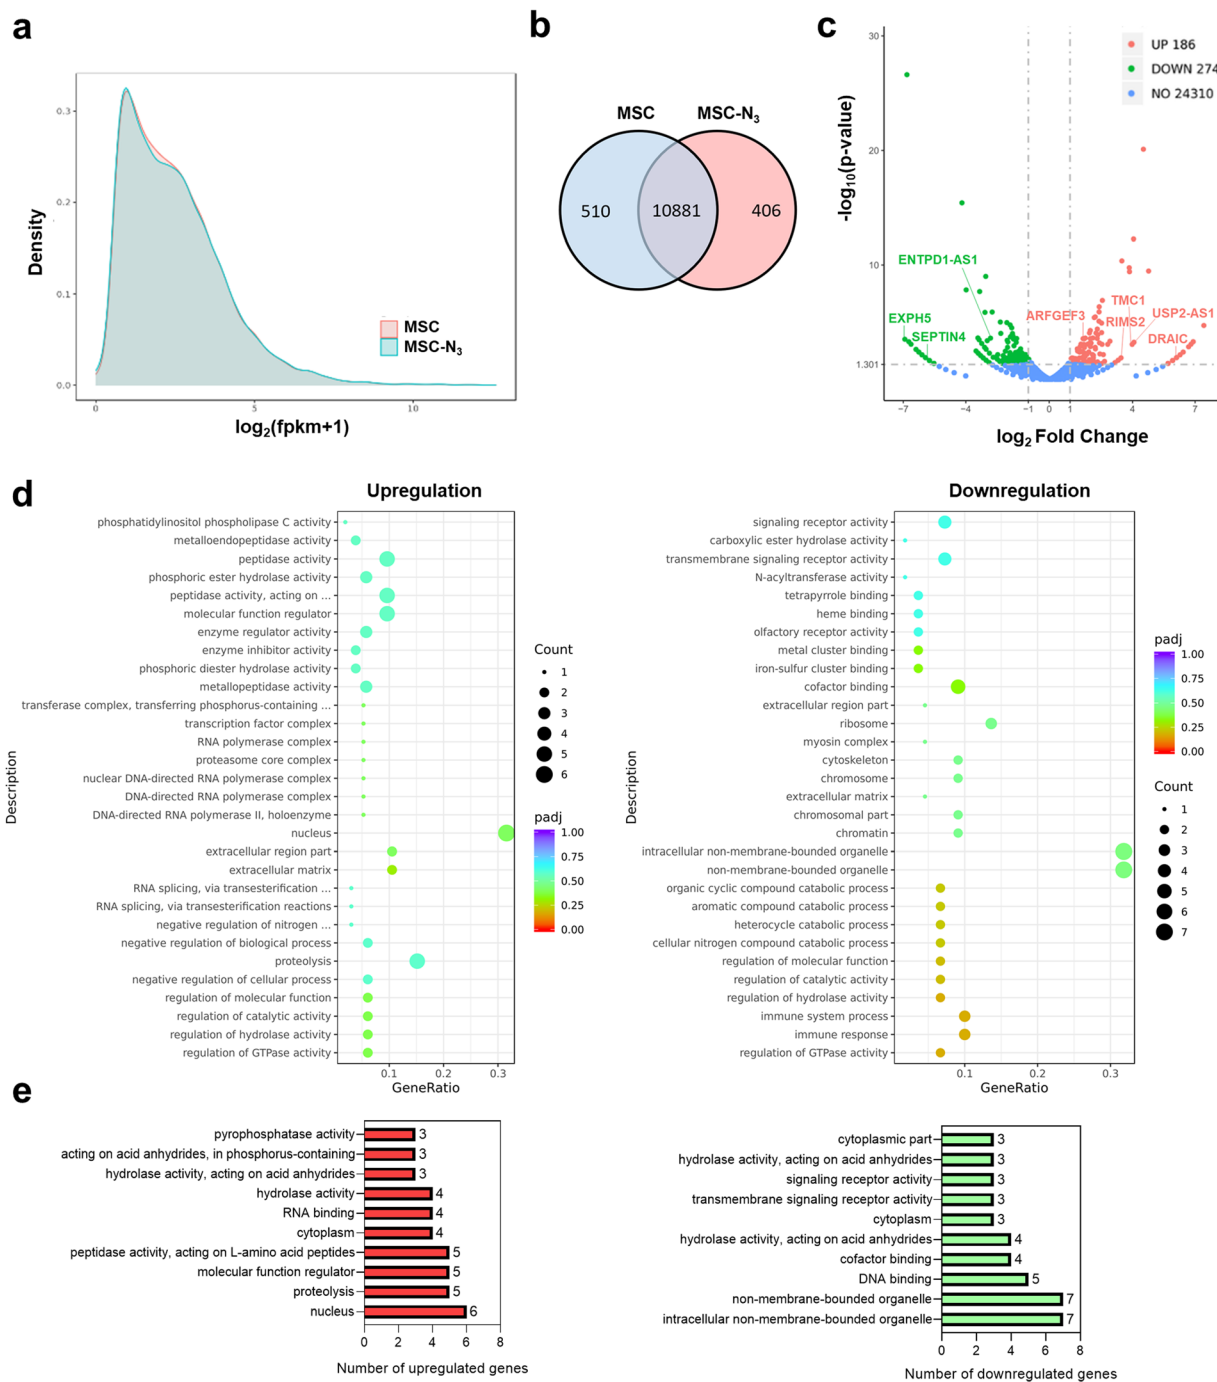 a
Density
0.3
0.2
0.1
0.0
0
5
10
log2(fpkm+1)
MSC
MSC-N3
b
MSC
MSC-N3
510
10881
406
c
-log10(p-value)
30
20
10
1.301
-7
-4
-1
0
1
4
7
log2 Fold Change
UP 186
DOWN 274
NO 24310
ENTPD1-AS1
EXPH5
SEPTIN4
ARFGEF3
TMC1
RIMS2
USP2-AS1
DRAIC
d
Upregulation
Description
phosphatidylinositol phospholipase C activity
metalloendopeptidase activity
peptidase activity
phosphoric ester hydrolase activity
peptidase activity, acting on ...
molecular function regulator
enzyme regulator activity
enzyme inhibitor activity
phosphoric diester hydrolase activity
metallopeptidase activity
transferase complex, transferring phosphorus-containing ...
transcription factor complex
RNA polymerase complex
proteasome core complex
nuclear DNA-directed RNA polymerase complex
DNA-directed RNA polymerase complex
DNA-directed RNA polymerase II, holoenzyme
nucleus
extracellular region part
extracellular matrix
RNA splicing, via transesterification ...
RNA splicing, via transesterification reactions
negative regulation of nitrogen ...
negative regulation of biological process
proteolysis
negative regulation of cellular process
regulation of molecular function
regulation of catalytic activity
regulation of hydrolase activity
regulation of GTPase activity
0.1
0.2
0.3
GeneRatio
Count
1
2
3
4
5
6
padj
1.00
0.75
0.50
0.25
0.00
Downregulation
Description
signaling receptor activity
carboxylic ester hydrolase activity
transmembrane signaling receptor activity
N-acyltransferase activity
tetrapyrrole binding
heme binding
olfactory receptor activity
metal cluster binding
iron-sulfur cluster binding
cofactor binding
extracellular region part
ribosome
myosin complex
cytoskeleton
chromosome
extracellular matrix
chromosomal part
chromatin
intracellular non-membrane-bounded organelle
non-membrane-bounded organelle
organic cyclic compound catabolic process
aromatic compound catabolic process
heterocycle catabolic process
cellular nitrogen compound catabolic process
regulation of molecular function
regulation of catalytic activity
regulation of hydrolase activity
immune system process
immune response
regulation of GTPase activity
0.1
0.2
0.3
GeneRatio
padj
1.00
0.75
0.50
0.25
0.00
Count
1
2
3
4
5
6
7
e
pyrophosphatase activity 3
acting on acid anhydrides, in phosphorus-containing 3
hydrolase activity, acting on acid anhydrides 3
hydrolase activity 4
RNA binding 4
cytoplasm 4
peptidase activity, acting on L-amino acid peptides 5
molecular function regulator 5
proteolysis 5
nucleus 6
0 2 4 6 8
Number of upregulated genes
cytoplasmic part 3
hydrolase activity, acting on acid anhydrides 3
signaling receptor activity 3
transmembrane signaling receptor activity 3
cytoplasm 3
hydrolase activity, acting on acid anhydrides 4
cofactor binding 4
DNA binding 5
non-membrane-bounded organelle 7
intracellular non-membrane-bounded organelle 7
0 2 4 6 8
Number of downregulated genes